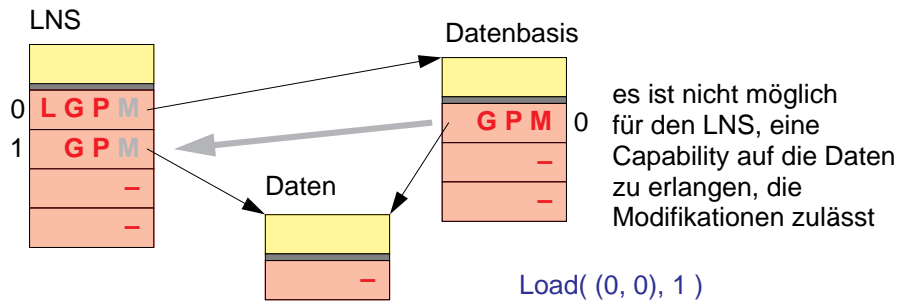 LNS
Datenbasis
0 L G P M
1 G P M
–
–
G P M 0
–
–
Daten
–
es ist nicht möglich
für den LNS, eine
Capability auf die Daten
zu erlangen, die
Modifikationen zulässt
Load( (0, 0), 1 )